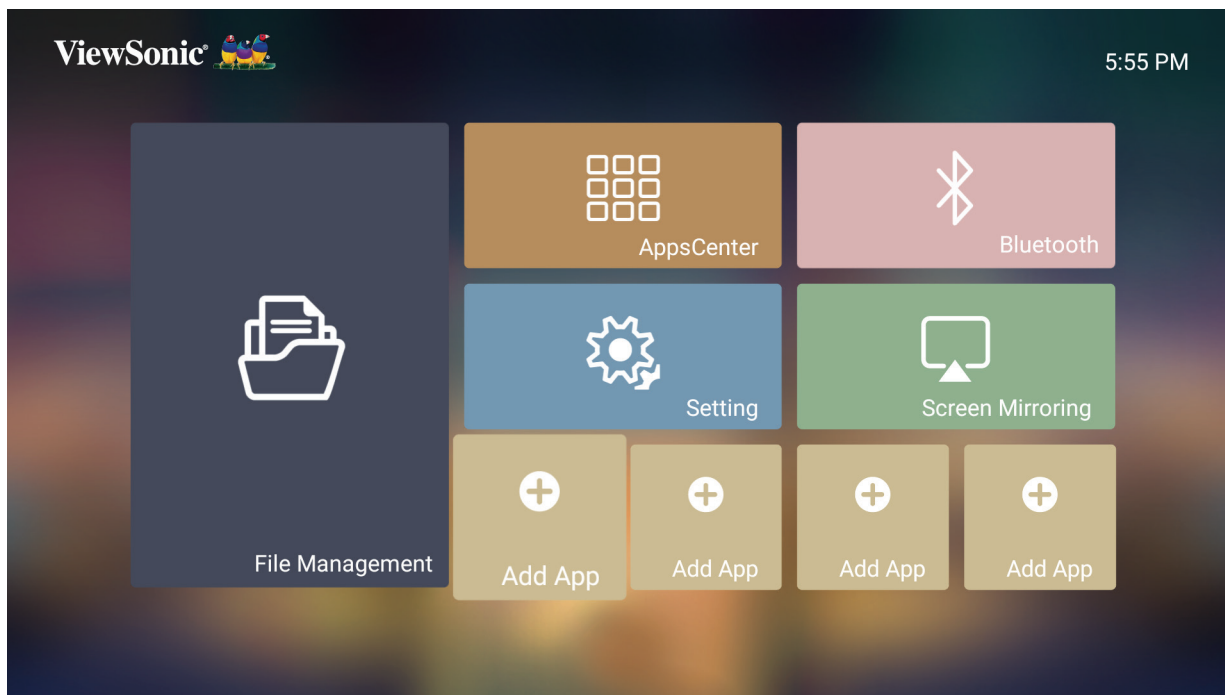 ViewSonic®
5:55 PM
AppsCenter
Bluetooth
Setting
Screen Mirroring
File Management
Add App
Add App
Add App
Add App